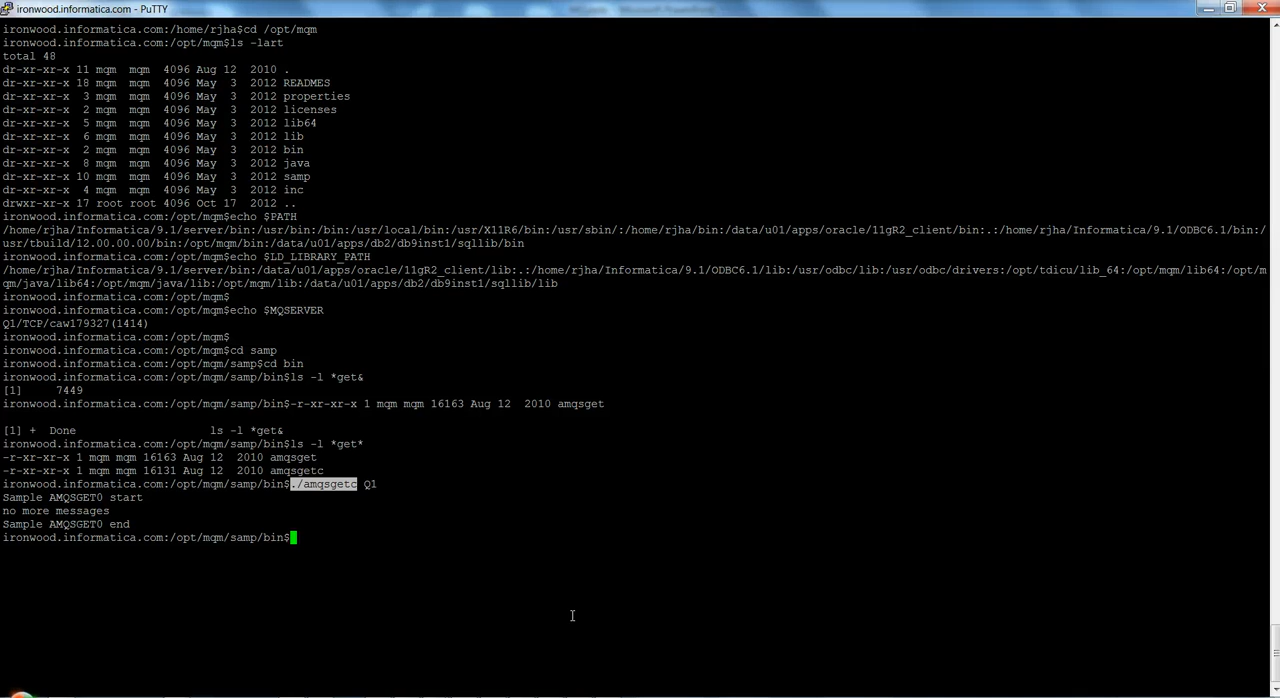 ironwood.informatica.com - PuTTY
ironwood.informatica.com:/home/rjha$cd /opt/mqm
ironwood.informatica.com:/opt/mqm$ls -lart
total 48
dr-xr-xr-x 11 mqm mqm 4096 Aug 12 2010 .
dr-xr-xr-x 18 mqm mqm 4096 May 3 2012 READMES
dr-xr-xr-x 3 mqm mqm 4096 May 3 2012 properties
dr-xr-xr-x 2 mqm mqm 4096 May 3 2012 licenses
dr-xr-xr-x 5 mqm mqm 4096 May 3 2012 lib64
dr-xr-xr-x 6 mqm mqm 4096 May 3 2012 lib
dr-xr-xr-x 2 mqm mqm 4096 May 3 2012 bin
dr-xr-xr-x 8 mqm mqm 4096 May 3 2012 java
dr-xr-xr-x 10 mqm mqm 4096 May 3 2012 samp
dr-xr-xr-x 4 mqm mqm 4096 May 3 2012 inc
drwxr-xr-x 17 root root 4096 Oct 17 2012 ..
ironwood.informatica.com:/opt/mqm$echo $PATH
/home/rjha/Informatica/9.1/server/bin:/usr/bin:/bin:/usr/local/bin:/usr/X11R6/bin:/usr/sbin/:/home/rjha/bin:/data/u01/apps/oracle/11gR2_client/bin:.:/home/rjha/Informatica/9.1/ODBC6.1/bin:/
usr/tbuild/12.00.00.00/bin:/opt/mqm/bin:/data/u01/apps/db2/db9inst1/sqllib/bin
ironwood.informatica.com:/opt/mqm$echo $LD_LIBRARY_PATH
/home/rjha/Informatica/9.1/server/bin:/data/u01/apps/oracle/11gR2_client/lib:.:/home/rjha/Informatica/9.1/ODBC6.1/lib:/usr/odbc/lib:/usr/odbc/drivers:/opt/tdicu/lib_64:/opt/mqm/lib64:/opt/m
qm/java/lib64:/opt/mqm/java/lib:/opt/mqm/lib:/data/u01/apps/db2/db9inst1/sqllib/lib
ironwood.informatica.com:/opt/mqm$
ironwood.informatica.com:/opt/mqm$echo $MQSERVER
Q1/TCP/caw179327(1414)
ironwood.informatica.com:/opt/mqm$
ironwood.informatica.com:/opt/mqm$cd samp
ironwood.informatica.com:/opt/mqm/samp$cd bin
ironwood.informatica.com:/opt/mqm/samp/bin$ls -l *get&
[1] 7449
ironwood.informatica.com:/opt/mqm/samp/bin$-r-xr-xr-x 1 mqm mqm 16163 Aug 12 2010 amqsget
[1] + Done ls -l *get&
ironwood.informatica.com:/opt/mqm/samp/bin$ls -l *get*
-r-xr-xr-x 1 mqm mqm 16163 Aug 12 2010 amqsget
-r-xr-xr-x 1 mqm mqm 16131 Aug 12 2010 amqsgetc
ironwood.informatica.com:/opt/mqm/samp/bin$./amqsgetc Q1
Sample AMQSGET0 start
no more messages
Sample AMQSGET0 end
ironwood.informatica.com:/opt/mqm/samp/bin$